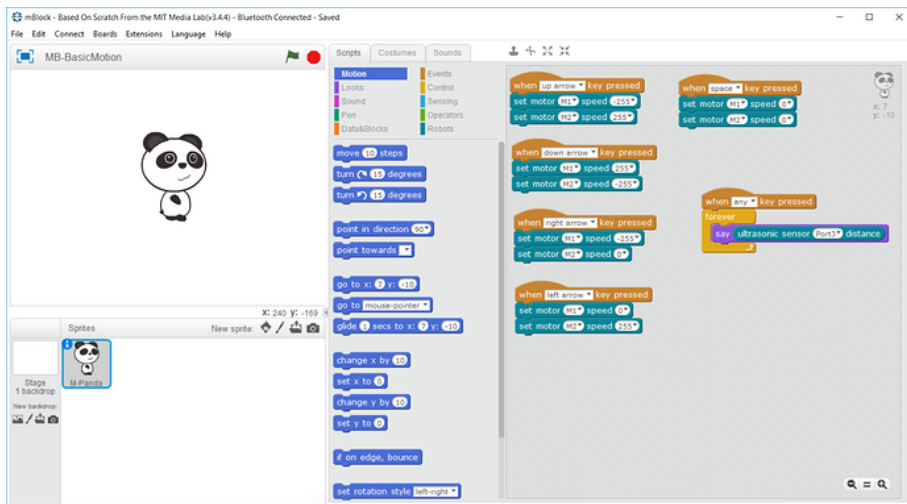 mBlock - Based On Scratch From the MIT Media Lab(v3.4.4) - Bluetooth Connected - Saved
File Edit Connect Boards Extensions Language Help
MB-BasicMotion
x: 240 y: -169
Sprites New sprite:
Stage
1 backdrop
New backdrop:
M-Panda
Scripts Costumes Sounds
Motion Events
Looks Control
Sound Sensing
Pen Operators
Data&Blocks Robots
move 10 steps
turn 15 degrees
turn 15 degrees
point in direction 90
point towards
go to x: 7 y: -10
go to mouse-pointer
glide 1 secs to x: 7 y: -10
change x by 10
set x to 0
change y by 10
set y to 0
if on edge, bounce
set rotation style left-right
when up arrow key pressed
set motor M1 speed -255
set motor M2 speed 255
when down arrow key pressed
set motor M1 speed 255
set motor M2 speed -255
when right arrow key pressed
set motor M1 speed -255
set motor M2 speed 0
when left arrow key pressed
set motor M1 speed 0
set motor M2 speed 255
when space key pressed
set motor M1 speed 0
set motor M2 speed 0
when any key pressed
forever
say ultrasonic sensor Port3 distance
x: 7
y: -10